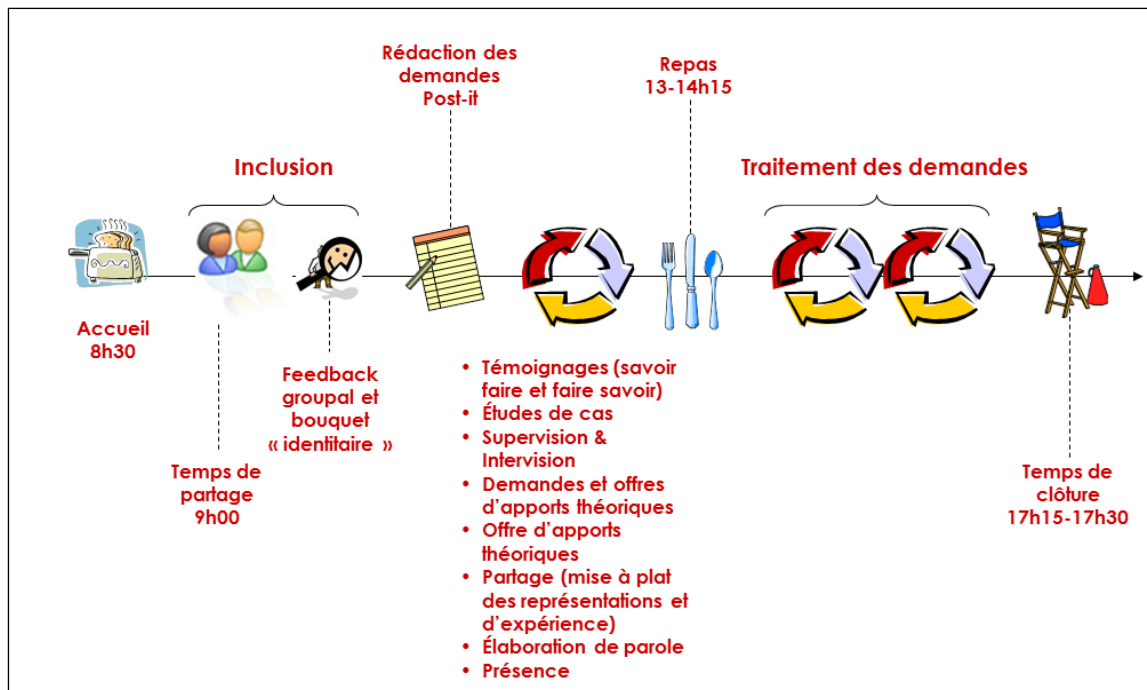 Rédaction des
demandes
Post-it
Repas
13-14h15
Inclusion
Traitement des demandes
Accueil
8h30
Feedback
groupal et
bouquet
« identitaire »
Temps de
partage
9h00
• Témoignages (savoir
faire et faire savoir)
• Études de cas
• Supervision &
Intervision
• Demandes et offres
d’apports théoriques
• Offre d’apports
théoriques
• Partage (mise à plat
des représentations et
d’expérience)
• Élaboration de parole
• Présence
Temps de
clôture
17h15-17h30